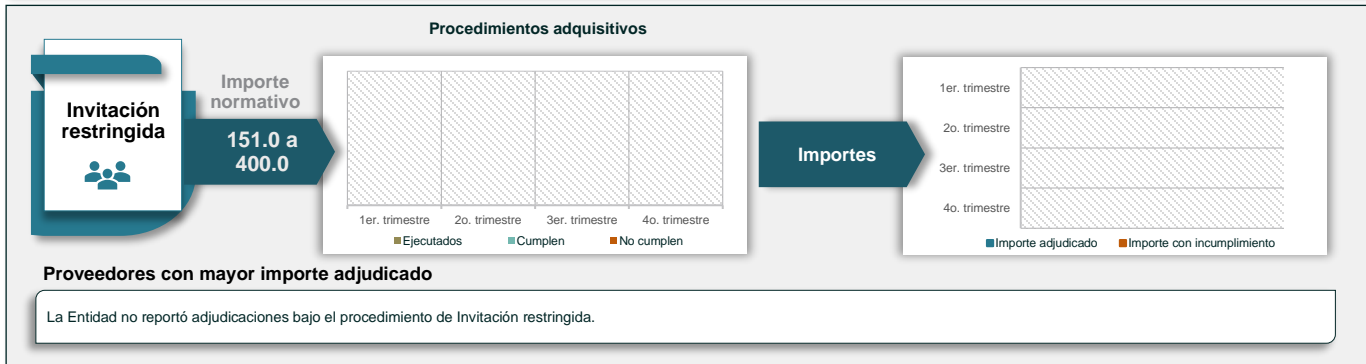 Procedimientos adquisitivos
Invitación
restringida
Importe
normativo
151.0 a
400.0
1er. trimestre
2o. trimestre
3er. trimestre
4o. trimestre
Ejecutados
Cumplen
No cumplen
Importes
1er. trimestre
2o. trimestre
3er. trimestre
4o. trimestre
Importe adjudicado
Importe con incumplimiento
Proveedores con mayor importe adjudicado
La Entidad no reportó adjudicaciones bajo el procedimiento de Invitación restringida.